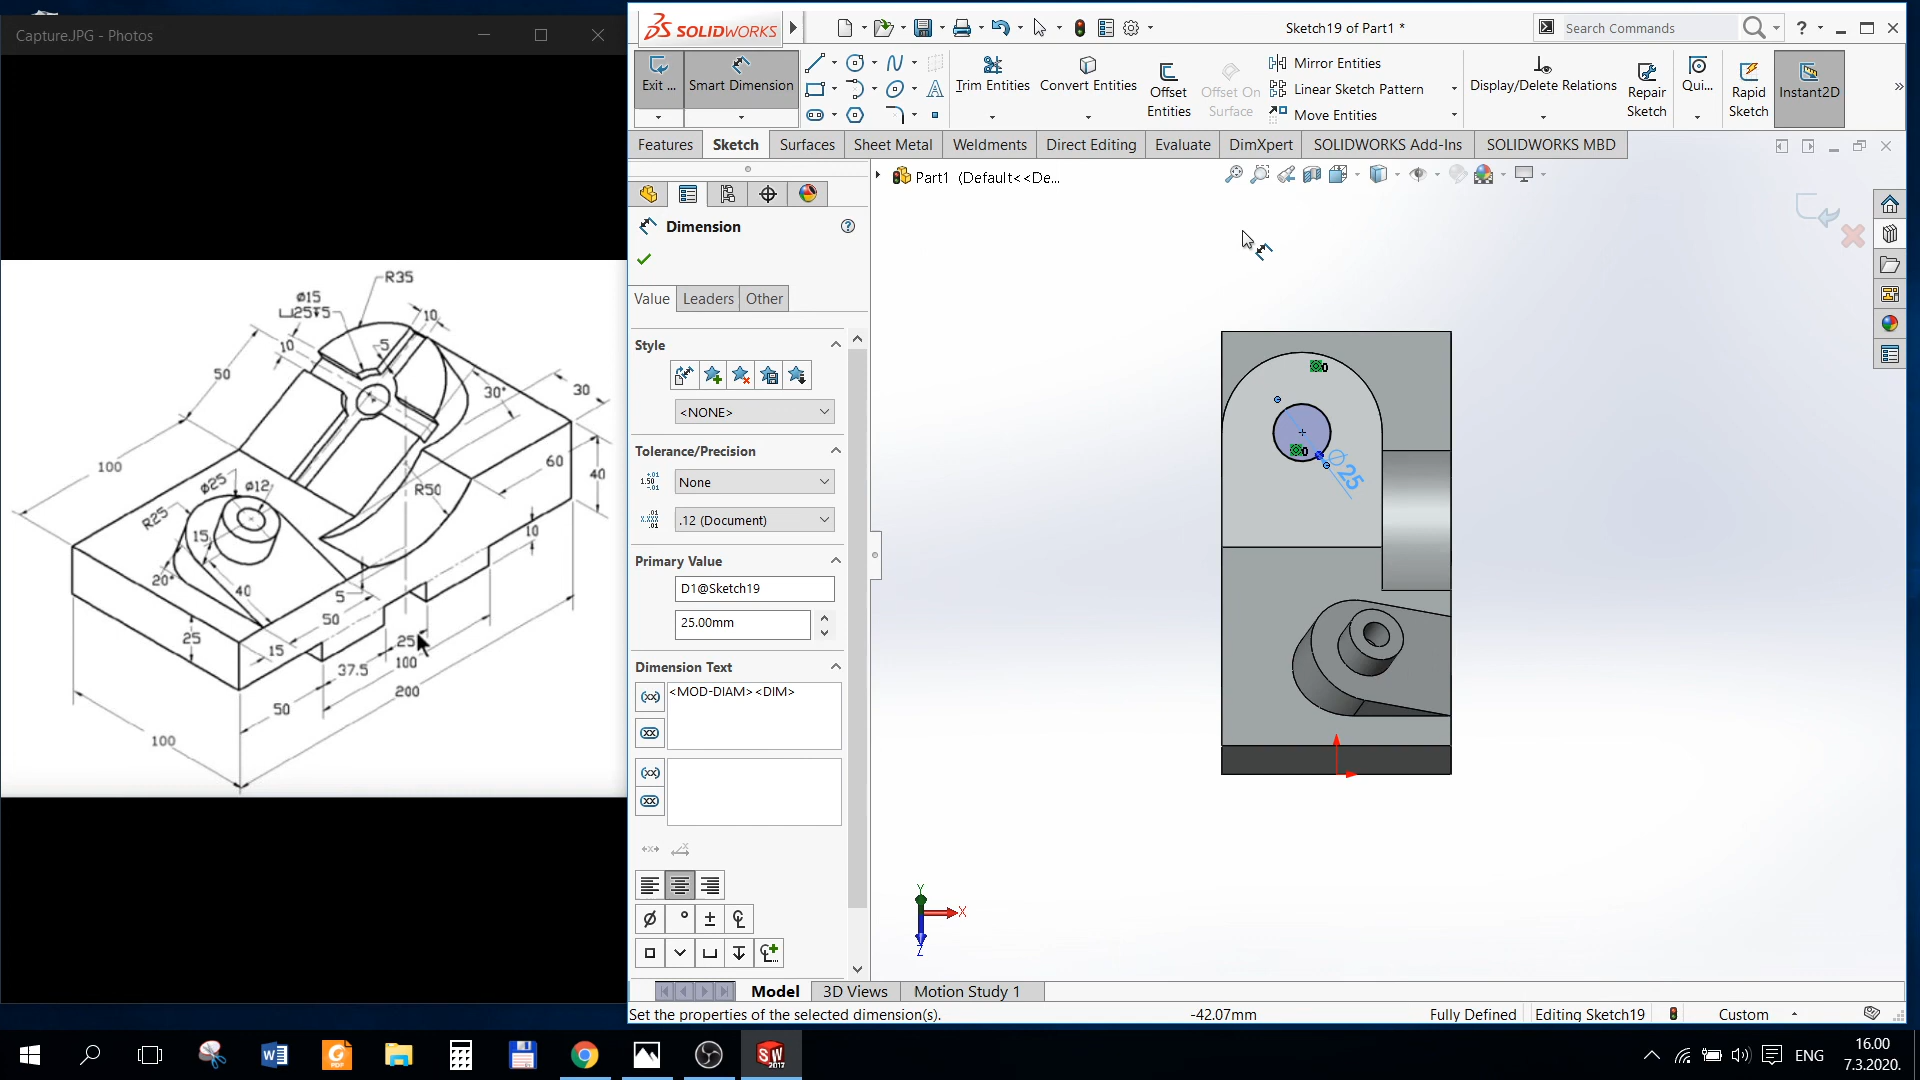 Capture.JPG - Photos
SOLIDWORKS
Sketch19 of Part1 *
Search Commands
?
Exit ...
Smart Dimension
Trim Entities
Convert Entities
Offset Entities
Offset On Surface
Mirror Entities
Linear Sketch Pattern
Move Entities
Display/Delete Relations
Repair Sketch
Qui...
Rapid Sketch
Instant2D
Features
Sketch
Surfaces
Sheet Metal
Weldments
Direct Editing
Evaluate
DimXpert
SOLIDWORKS Add-Ins
SOLIDWORKS MBD
Part1 (Default<<De...
Dimension
Value
Leaders
Other
Style
<NONE>
Tolerance/Precision
None
.12 (Document)
Primary Value
D1@Sketch19
25.00mm
Dimension Text
<MOD-DIAM><DIM>
R35
ø15
⌴25↧5
10
10
5
50
30°
30
100
60
40
ø25
ø12
R50
R25
15
10
20°
40
5
50
25
25
15
37.5
100
200
50
100
0
0
Ø25
Y
X
Z
Model
3D Views
Motion Study 1
Set the properties of the selected dimension(s).
-42.07mm
Fully Defined
Editing Sketch19
Custom
SW
2017
ENG
16.00
7.3.2020.